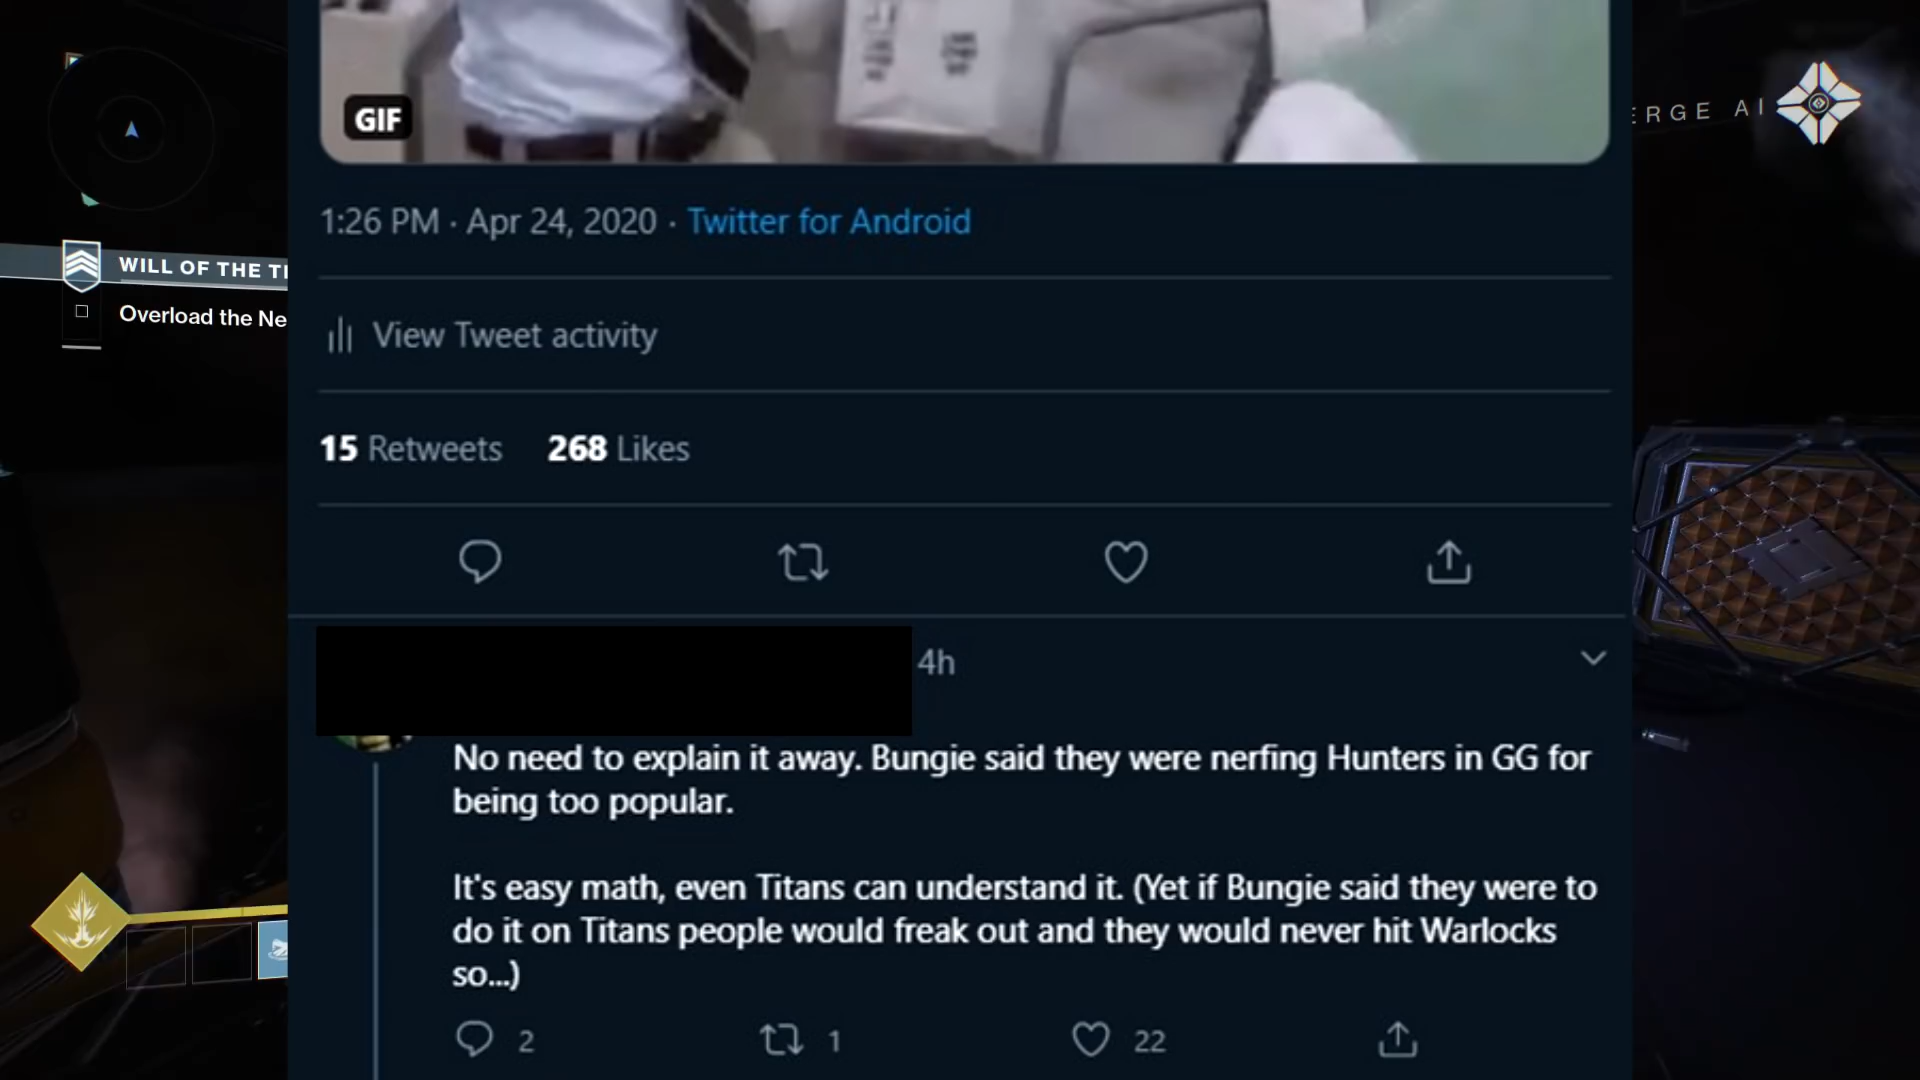 GIF
ERGE AI
1:26 PM · Apr 24, 2020 · Twitter for Android
WILL OF THE T
Overload the Ne
View Tweet activity
15 Retweets 268 Likes
4h
No need to explain it away. Bungie said they were nerfing Hunters in GG for
being too popular.
It's easy math, even Titans can understand it. (Yet if Bungie said they were to
do it on Titans people would freak out and they would never hit Warlocks
so...)
2 1 22